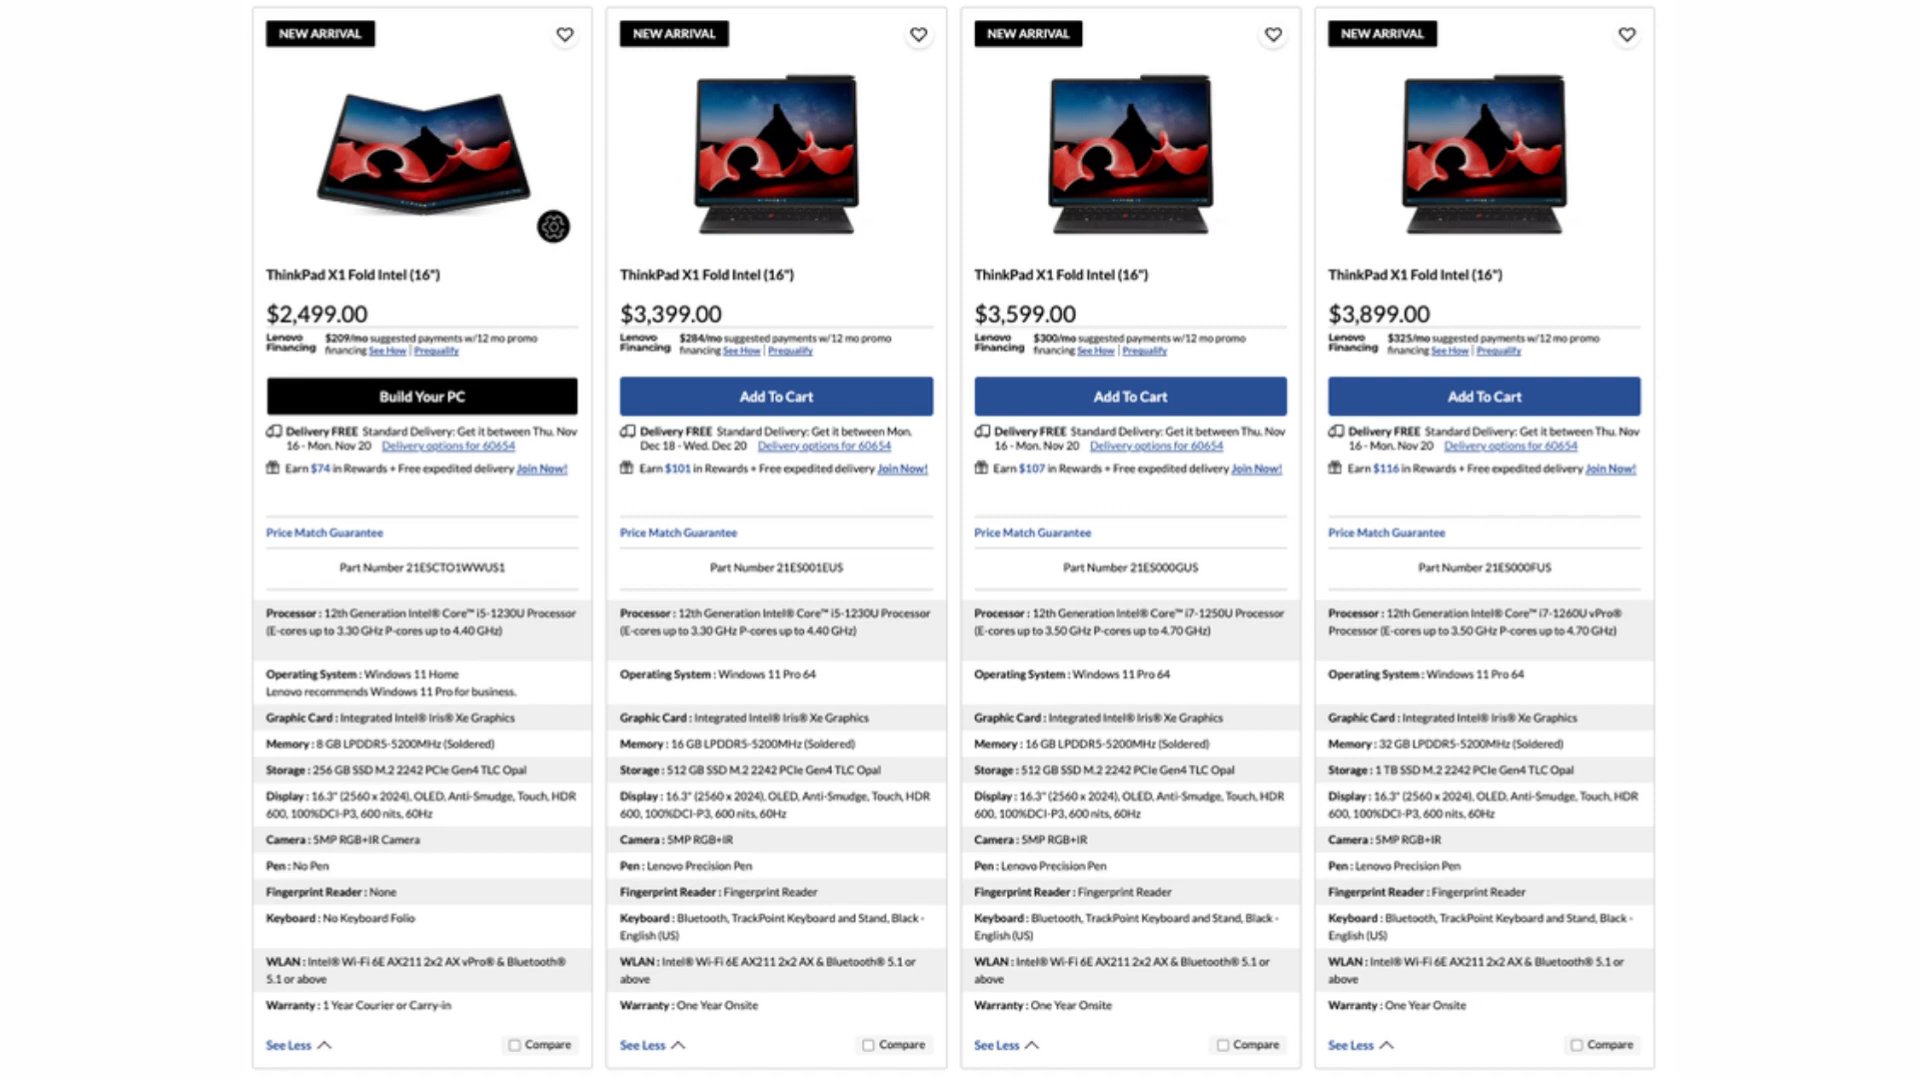 NEW ARRIVAL
ThinkPad X1 Fold Intel (16")
$2,499.00
Lenovo Financing
$209/mo suggested payments w/12 mo promo
financing See How | Prequalify
Build Your PC
Delivery FREE Standard Delivery: Get it between Thu. Nov
16 - Mon. Nov 20 Delivery options for 60654
Earn $74 in Rewards + Free expedited delivery Join Now!
Price Match Guarantee
Part Number 21ESCTO1WWUS1
Processor : 12th Generation Intel® Core™ i5-1230U Processor
(E-cores up to 3.30 GHz P-cores up to 4.40 GHz)
Operating System : Windows 11 Home
Lenovo recommends Windows 11 Pro for business.
Graphic Card : Integrated Intel® Iris® Xe Graphics
Memory : 8 GB LPDDR5-5200MHz (Soldered)
Storage : 256 GB SSD M.2 2242 PCIe Gen4 TLC Opal
Display : 16.3" (2560 x 2024), OLED, Anti-Smudge, Touch, HDR
600, 100%DCI-P3, 600 nits, 60Hz
Camera : 5MP RGB+IR Camera
Pen : No Pen
Fingerprint Reader : None
Keyboard : No Keyboard Folio
WLAN : Intel® Wi-Fi 6E AX211 2x2 AX vPro® & Bluetooth®
5.1 or above
Warranty : 1 Year Courier or Carry-in
See Less
Compare
NEW ARRIVAL
ThinkPad X1 Fold Intel (16")
$3,399.00
Lenovo Financing
$284/mo suggested payments w/12 mo promo
financing See How | Prequalify
Add To Cart
Delivery FREE Standard Delivery: Get it between Mon.
Dec 18 - Wed. Dec 20 Delivery options for 60654
Earn $101 in Rewards + Free expedited delivery Join Now!
Price Match Guarantee
Part Number 21ES001EUS
Processor : 12th Generation Intel® Core™ i5-1230U Processor
(E-cores up to 3.30 GHz P-cores up to 4.40 GHz)
Operating System : Windows 11 Pro 64
Graphic Card : Integrated Intel® Iris® Xe Graphics
Memory : 16 GB LPDDR5-5200MHz (Soldered)
Storage : 512 GB SSD M.2 2242 PCIe Gen4 TLC Opal
Display : 16.3" (2560 x 2024), OLED, Anti-Smudge, Touch, HDR
600, 100%DCI-P3, 600 nits, 60Hz
Camera : 5MP RGB+IR
Pen : Lenovo Precision Pen
Fingerprint Reader : Fingerprint Reader
Keyboard : Bluetooth, TrackPoint Keyboard and Stand, Black -
English (US)
WLAN : Intel® Wi-Fi 6E AX211 2x2 AX & Bluetooth® 5.1 or
above
Warranty : One Year Onsite
See Less
Compare
NEW ARRIVAL
ThinkPad X1 Fold Intel (16")
$3,599.00
Lenovo Financing
$300/mo suggested payments w/12 mo promo
financing See How | Prequalify
Add To Cart
Delivery FREE Standard Delivery: Get it between Thu. Nov
16 - Mon. Nov 20 Delivery options for 60654
Earn $107 in Rewards + Free expedited delivery Join Now!
Price Match Guarantee
Part Number 21ES000GUS
Processor : 12th Generation Intel® Core™ i7-1250U Processor
(E-cores up to 3.50 GHz P-cores up to 4.70 GHz)
Operating System : Windows 11 Pro 64
Graphic Card : Integrated Intel® Iris® Xe Graphics
Memory : 16 GB LPDDR5-5200MHz (Soldered)
Storage : 512 GB SSD M.2 2242 PCIe Gen4 TLC Opal
Display : 16.3" (2560 x 2024), OLED, Anti-Smudge, Touch, HDR
600, 100%DCI-P3, 600 nits, 60Hz
Camera : 5MP RGB+IR
Pen : Lenovo Precision Pen
Fingerprint Reader : Fingerprint Reader
Keyboard : Bluetooth, TrackPoint Keyboard and Stand, Black -
English (US)
WLAN : Intel® Wi-Fi 6E AX211 2x2 AX & Bluetooth® 5.1 or
above
Warranty : One Year Onsite
See Less
Compare
NEW ARRIVAL
ThinkPad X1 Fold Intel (16")
$3,899.00
Lenovo Financing
$325/mo suggested payments w/12 mo promo
financing See How | Prequalify
Add To Cart
Delivery FREE Standard Delivery: Get it between Thu. Nov
16 - Mon. Nov 20 Delivery options for 60654
Earn $116 in Rewards + Free expedited delivery Join Now!
Price Match Guarantee
Part Number 21ES000FUS
Processor : 12th Generation Intel® Core™ i7-1260U vPro®
Processor (E-cores up to 3.50 GHz P-cores up to 4.70 GHz)
Operating System : Windows 11 Pro 64
Graphic Card : Integrated Intel® Iris® Xe Graphics
Memory : 32 GB LPDDR5-5200MHz (Soldered)
Storage : 1 TB SSD M.2 2242 PCIe Gen4 TLC Opal
Display : 16.3" (2560 x 2024), OLED, Anti-Smudge, Touch, HDR
600, 100%DCI-P3, 600 nits, 60Hz
Camera : 5MP RGB+IR
Pen : Lenovo Precision Pen
Fingerprint Reader : Fingerprint Reader
Keyboard : Bluetooth, TrackPoint Keyboard and Stand, Black -
English (US)
WLAN : Intel® Wi-Fi 6E AX211 2x2 AX & Bluetooth® 5.1 or
above
Warranty : One Year Onsite
See Less
Compare